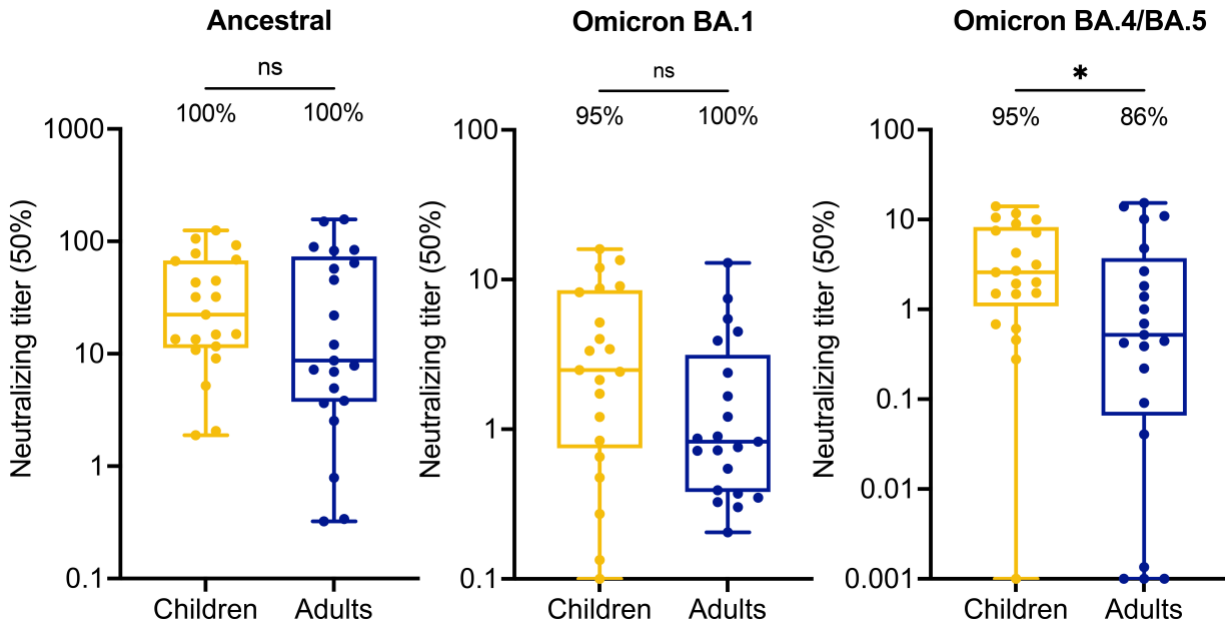 Ancestral
ns
100% 100%
1000
100
10
1
0.1
Neutralizing titer (50%)
Children Adults
Omicron BA.1
ns
95% 100%
100
10
1
0.1
Neutralizing titer (50%)
Children Adults
Omicron BA.4/BA.5
*
95% 86%
100
10
1
0.1
0.01
0.001
Neutralizing titer (50%)
Children Adults